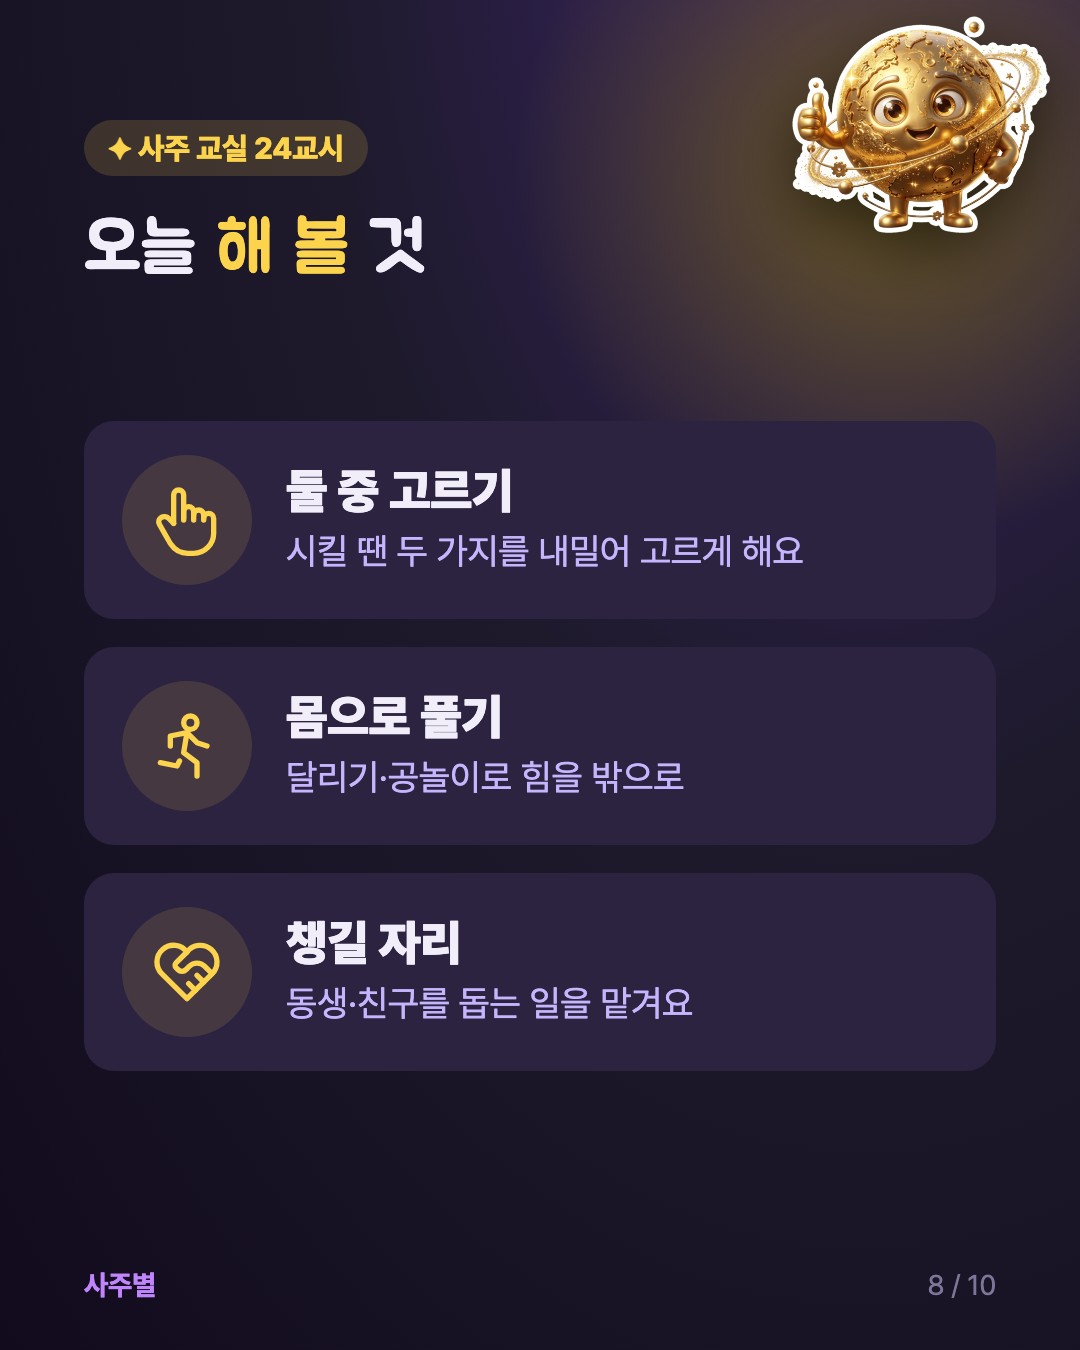 사주 교실 24교시
오늘 해 볼 것
둘 중 고르기
시킬 땐 두 가지를 내밀어 고르게 해요
몸으로 풀기
달리기·공놀이로 힘을 밖으로
챙길 자리
동생·친구를 돕는 일을 맡겨요
사주별
8 / 10